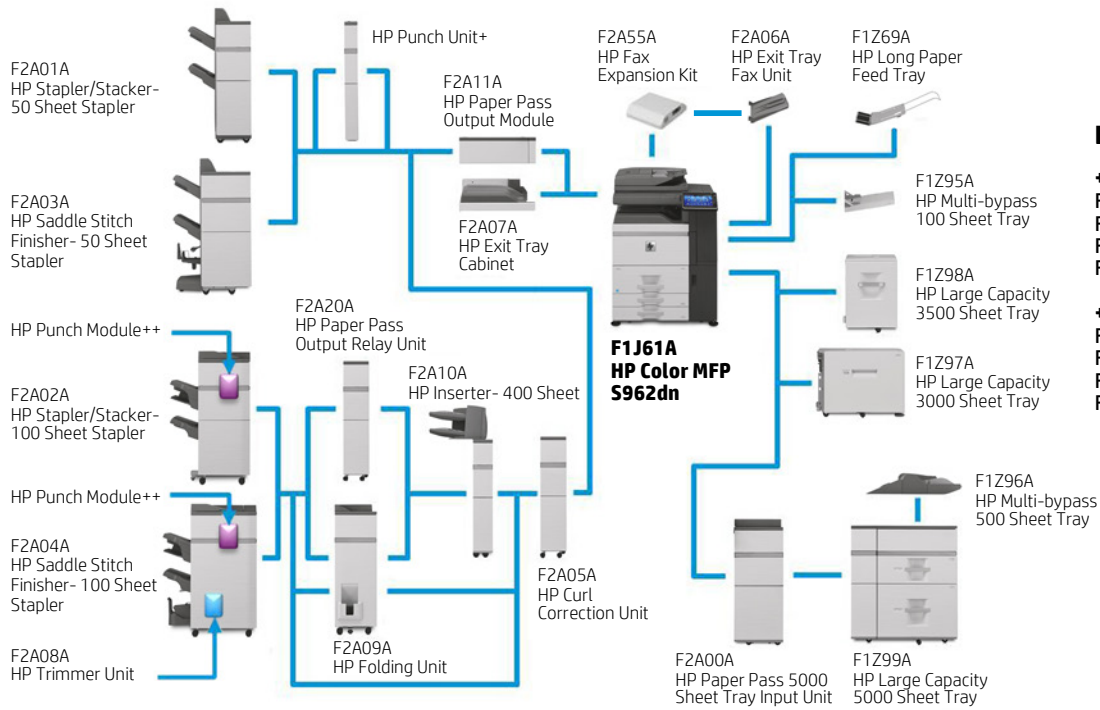 F2A01A
HP Stapler/Stacker-
50 Sheet Stapler
HP Punch Unit+
F2A11A
HP Paper Pass
Output Module
F2A55A
HP Fax
Expansion Kit
F2A06A
HP Exit Tray
Fax Unit
F1Z69A
HP Long Paper
Feed Tray
F2A03A
HP Saddle Stitch
Finisher- 50 Sheet
Stapler
F2A07A
HP Exit Tray
Cabinet
F1Z95A
HP Multi-bypass
100 Sheet Tray
F1Z98A
HP Large Capacity
3500 Sheet Tray
HP Punch Module++
F2A20A
HP Paper Pass
Output Relay Unit
F1J61A
HP Color MFP
S962dn
F1Z97A
HP Large Capacity
3000 Sheet Tray
F2A02A
HP Stapler/Stacker-
100 Sheet Stapler
F2A10A
HP Inserter- 400 Sheet
HP Punch Module++
F1Z96A
HP Multi-bypass
500 Sheet Tray
F2A04A
HP Saddle Stitch
Finisher- 100 Sheet
Stapler
F2A05A
HP Curl
Correction Unit
F2A08A
HP Trimmer Unit
F2A09A
HP Folding Unit
F2A00A
HP Paper Pass 5000
Sheet Tray Input Unit
F1Z99A
HP Large Capacity
5000 Sheet Tray